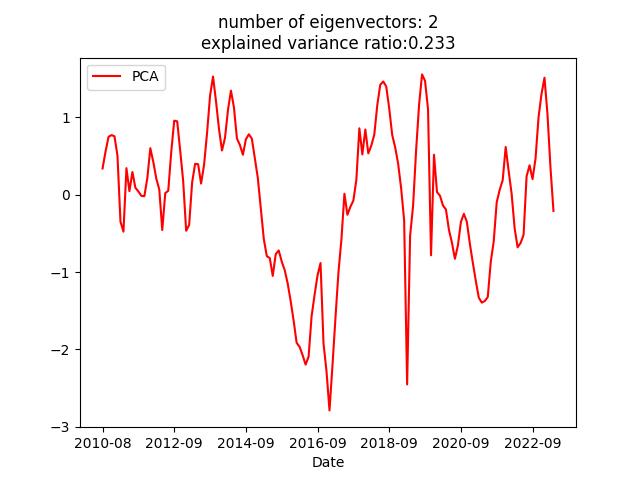 number of eigenvectors: 2
explained variance ratio:0.233
PCA
1
0
−1
−2
−3
2010-08 2012-09 2014-09 2016-09 2018-09 2020-09 2022-09
Date